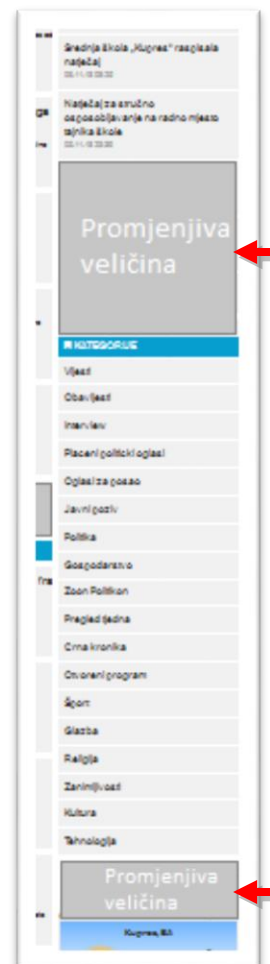 Srednja škola „Kupres" raspisala
natječaj
Natječaj za stručno
osposobljavanje na radno mjesto
tajnika škole
Promjenjiva
veličina
KATEGORIJE
Vijesti
Obavijesti
Interview
Plaćeni politički oglasi
Oglasi za posao
Javni poziv
Politika
Gospodarstvo
Zoon Politikon
Pregled tjedna
Crna kronika
Otvoreni program
Šport
Glazba
Religija
Zanimljivosti
Kultura
Tehnologija
Promjenjiva
veličina
Kupres, BA